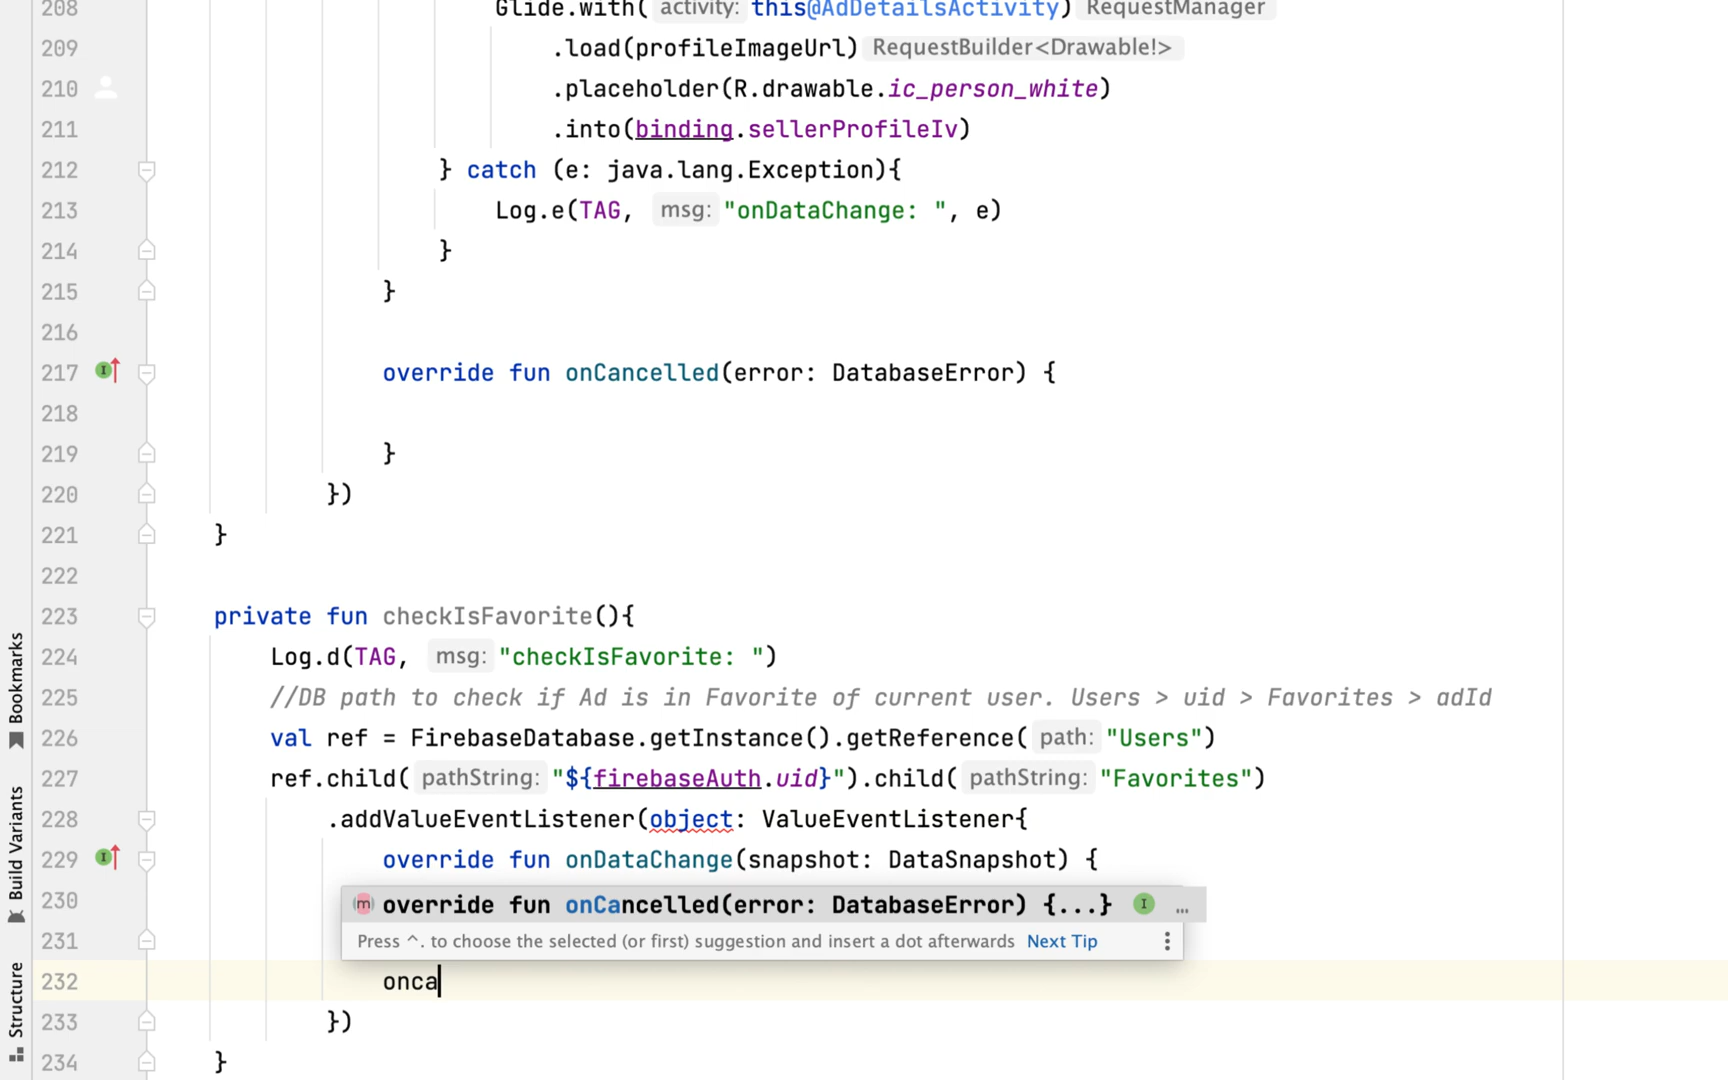 208 Glide.with( activity: this@AdDetailsActivity) RequestManager
209 .load(profileImageUrl) RequestBuilder<Drawable!>
210 .placeholder(R.drawable.ic_person_white)
211 .into(binding.sellerProfileIv)
212 } catch (e: java.lang.Exception){
213 Log.e(TAG, msg: "onDataChange: ", e)
214 }
215 }
216
217 override fun onCancelled(error: DatabaseError) {
218
219 }
220 })
221 }
222
223 private fun checkIsFavorite(){
224 Log.d(TAG, msg: "checkIsFavorite: ")
225 //DB path to check if Ad is in Favorite of current user. Users > uid > Favorites > adId
226 val ref = FirebaseDatabase.getInstance().getReference( path: "Users")
227 ref.child( pathString: "${firebaseAuth.uid}").child( pathString: "Favorites")
228 .addValueEventListener(object: ValueEventListener{
229 override fun onDataChange(snapshot: DataSnapshot) {
230 override fun onCancelled(error: DatabaseError) {...} ...
231 Press ^. to choose the selected (or first) suggestion and insert a dot afterwards Next Tip
232 onca
233 })
234 }
Bookmarks
Build Variants
Structure